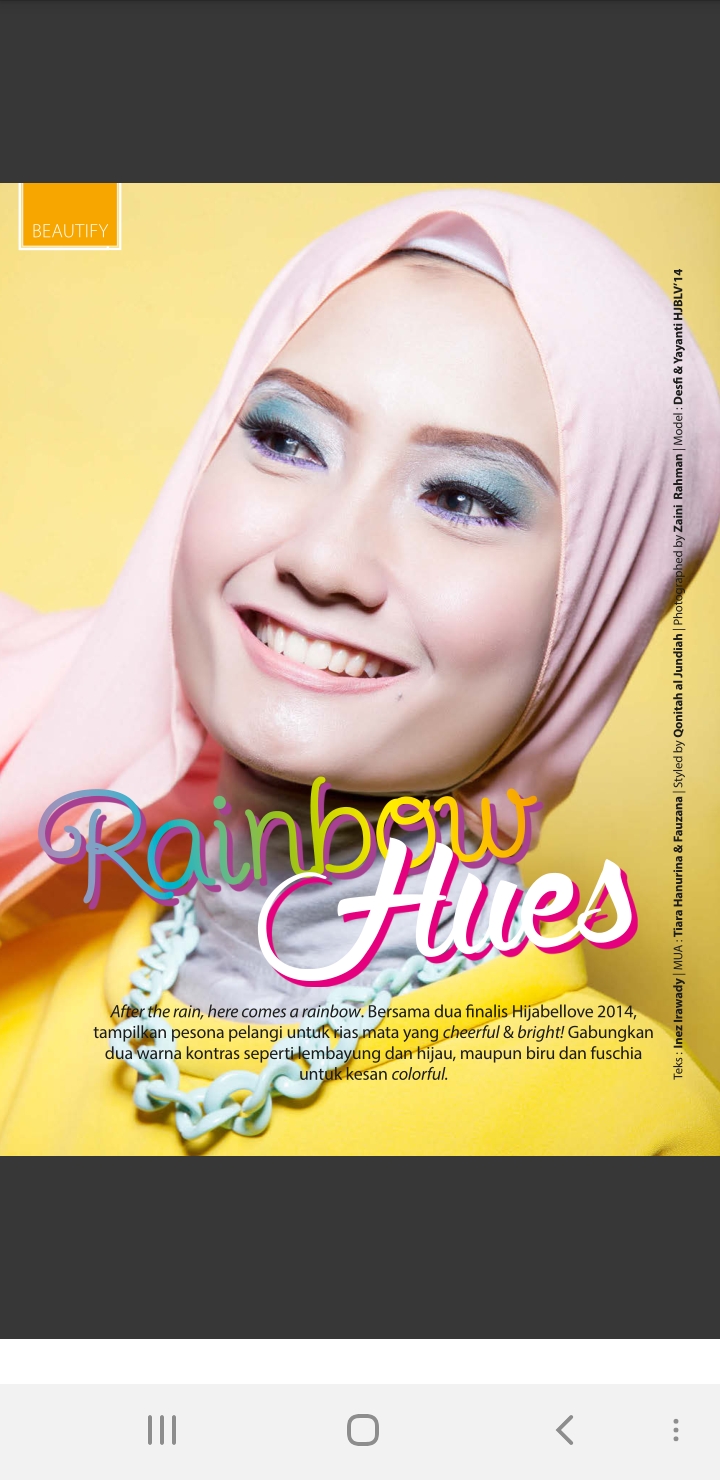 BEAUTIFY
Rainbow
Hues
After the rain, here comes a rainbow. Bersama dua finalis Hijabellove 2014,
tampilkan pesona pelangi untuk rias mata yang cheerful & bright! Gabungkan
dua warna kontras seperti lembayung dan hijau, maupun biru dan fuschia
untuk kesan colorful.
Teks : Inez Irawady | MUA : Tiara Hanurina & Fauzana | Styled by Qonitah al Jundiah | Photographed by Zaini Rahman | Model : Desfi & Yayanti HJBLV'14